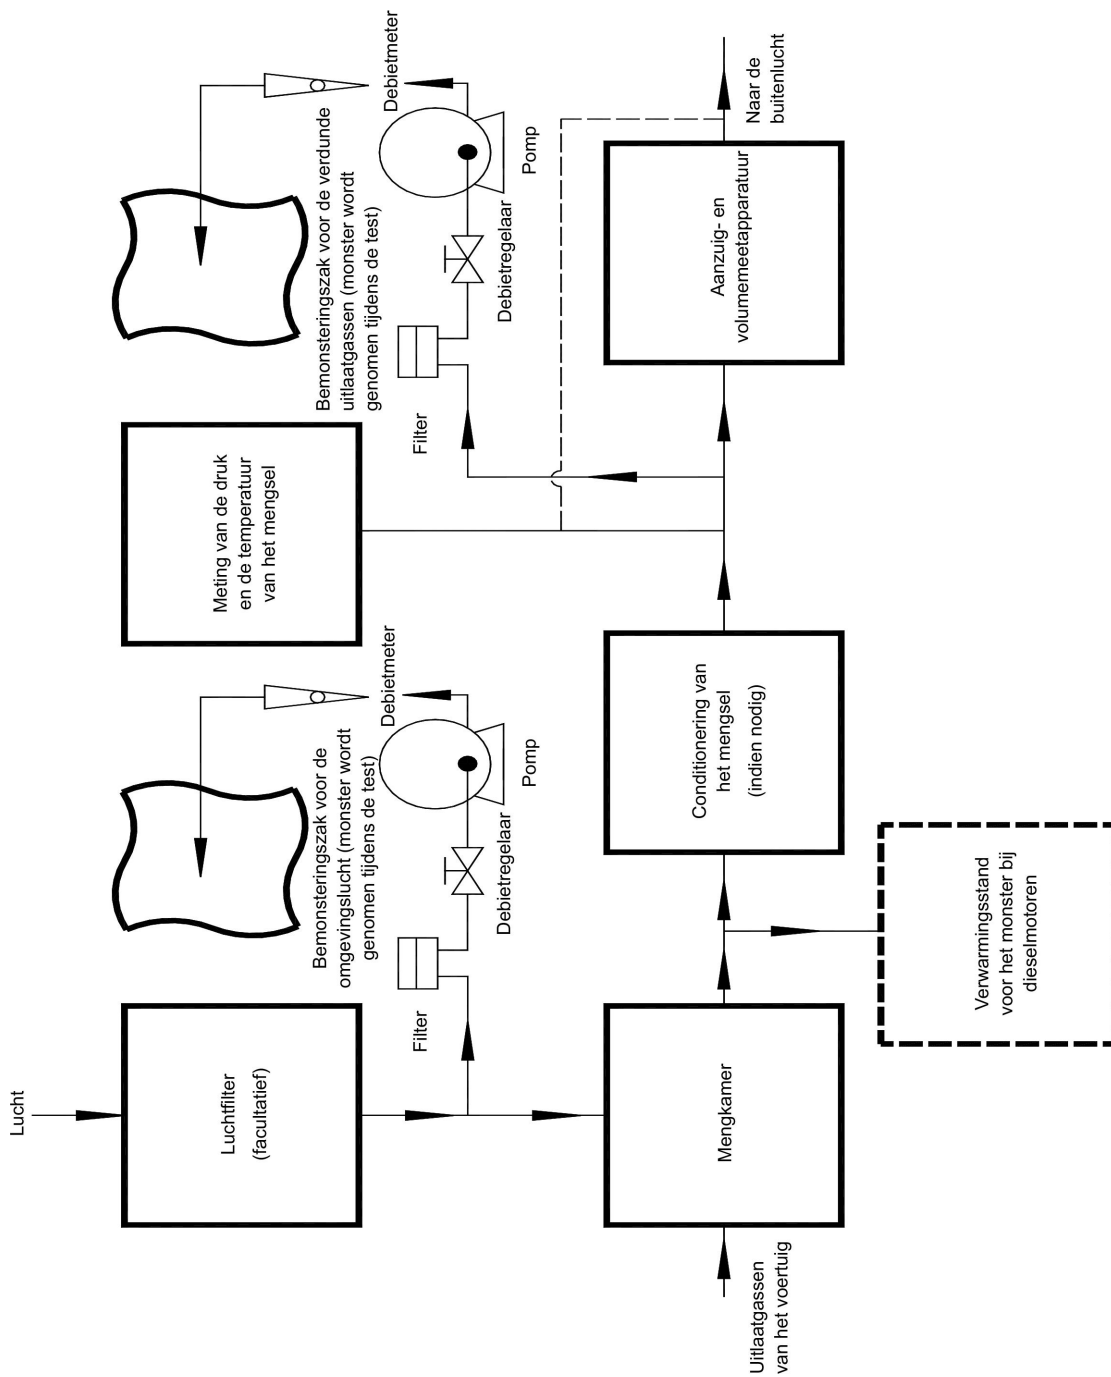 Lucht
Luchtfilter
(facultatief)
Filter
Debietregelaar
Pomp
Debietmeter
Bemonsteringszak voor de
omgevingslucht (monster wordt
genomen tijdens de test)
Meting van de druk
en de temperatuur
van het mengsel
Filter
Debietregelaar
Pomp
Debietmeter
Bemonsteringszak voor de verdunde
uitlaatgassen (monster wordt
genomen tijdens de test)
Uitlaatgassen
van het voertuig
Mengkamer
Conditionering van
het mengsel
(indien nodig)
Aanzuig- en
volumemeetapparatuur
Naar de
buitenlucht
Verwarmingsstand
voor het monster bij
dieselmotoren